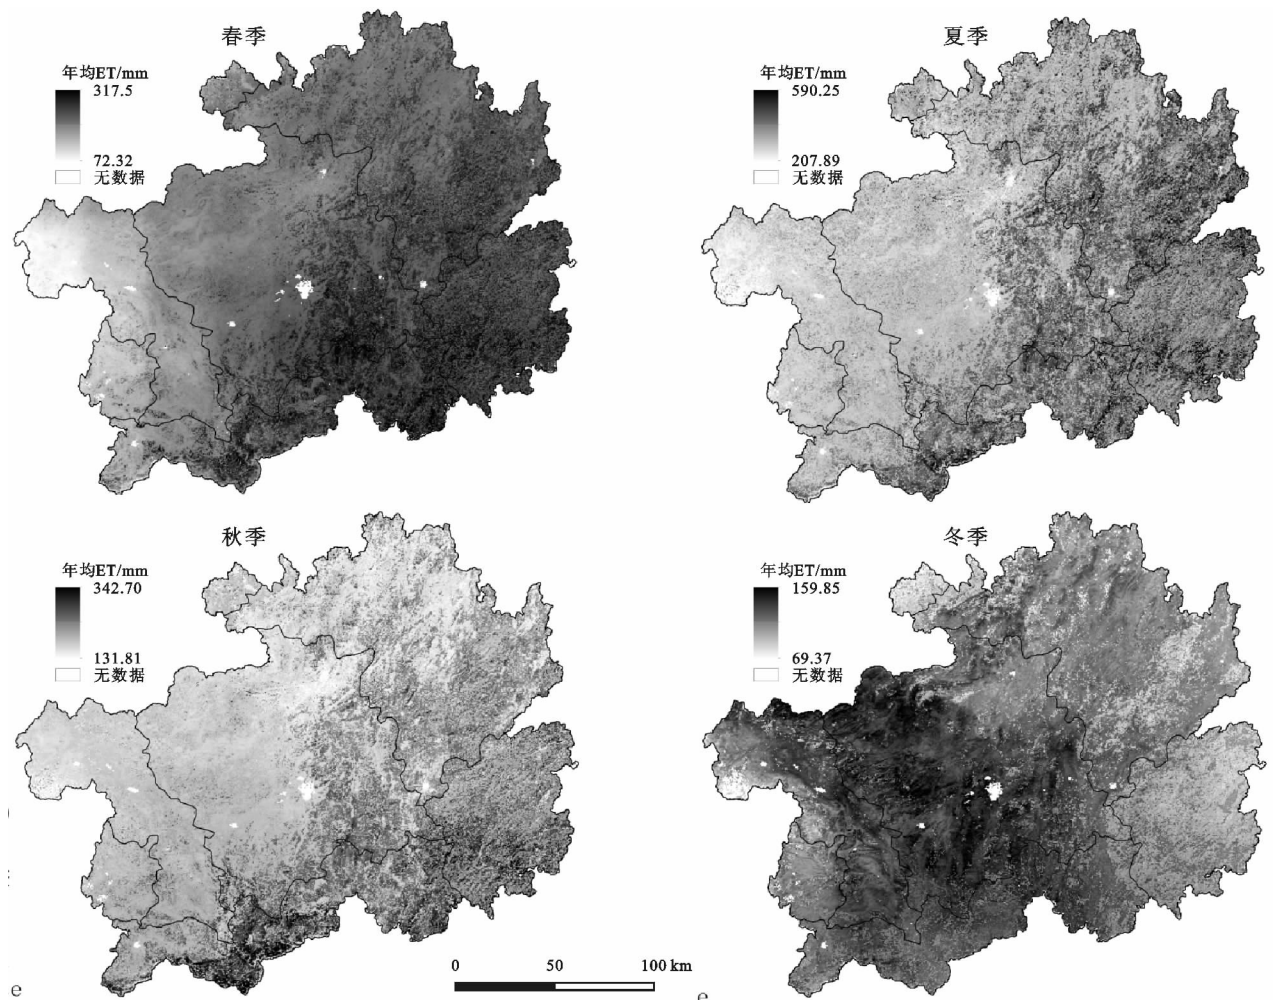 春季
年均ET/mm
317.5
72.32
无数据
夏季
年均ET/mm
590.25
207.89
无数据
秋季
年均ET/mm
342.70
131.81
无数据
冬季
年均ET/mm
159.85
69.37
无数据
0 50 100 km
e
e